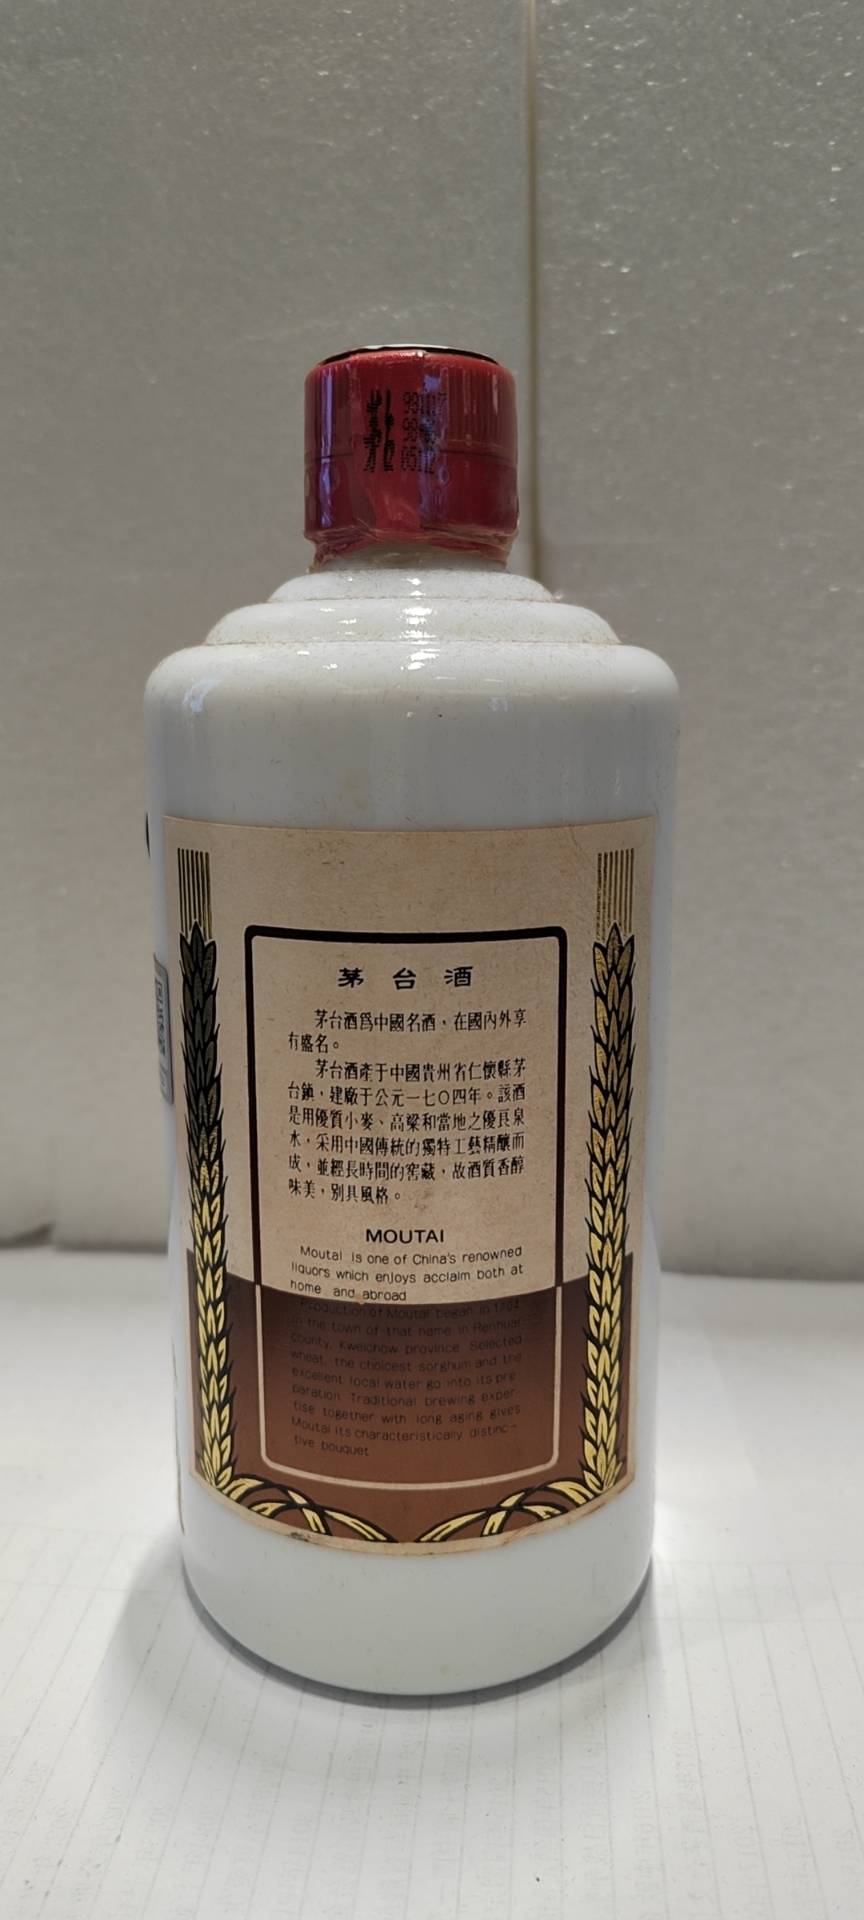 茅台酒
茅台酒爲中國名酒，在國內外享
有盛名。
茅台酒產于中國貴州省仁懷縣茅
台鎮，建廠于公元一七〇四年。該酒
是用優質小麥、高粱和當地之優良泉
水，采用中國傳統的獨特工藝精釀而
成，並經長時間的窖藏，故酒質香醇
味美，別具風格。
MOUTAI
Moutai is one of China's renowned
liquors which enjoys acclaim both at
home and abroad
Production of Moutai began in 1704
in the town of that name in Renhuai
county, Kweichow province Selected
wheat, the choicest sorghum and the
excellent local water go into its pre
paration Traditional brewing exper
tise together with long aging gives
Moutai its characteristically distinc-
tive bouquet